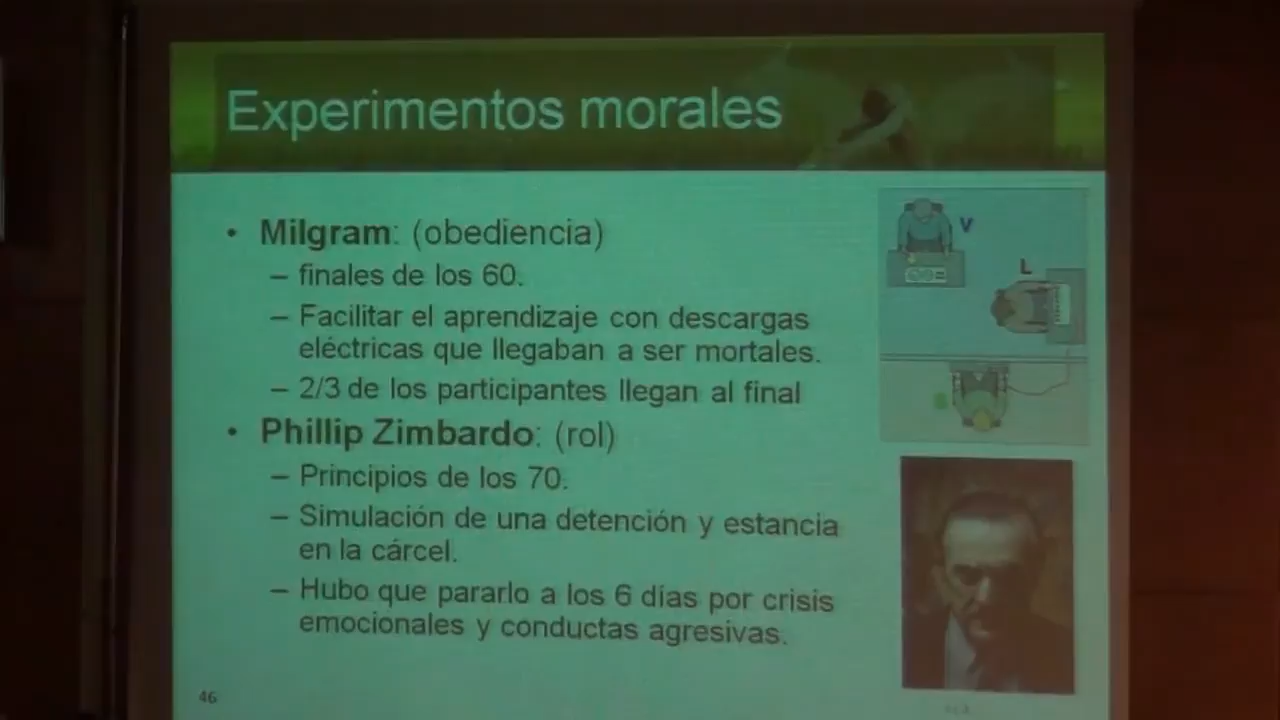 Experimentos morales
• Milgram: (obediencia)
– finales de los 60.
– Facilitar el aprendizaje con descargas
eléctricas que llegaban a ser mortales.
– 2/3 de los participantes llegan al final
• Phillip Zimbardo: (rol)
– Principios de los 70.
– Simulación de una detención y estancia
en la cárcel.
– Hubo que pararlo a los 6 días por crisis
emocionales y conductas agresivas.
V
L
S
46